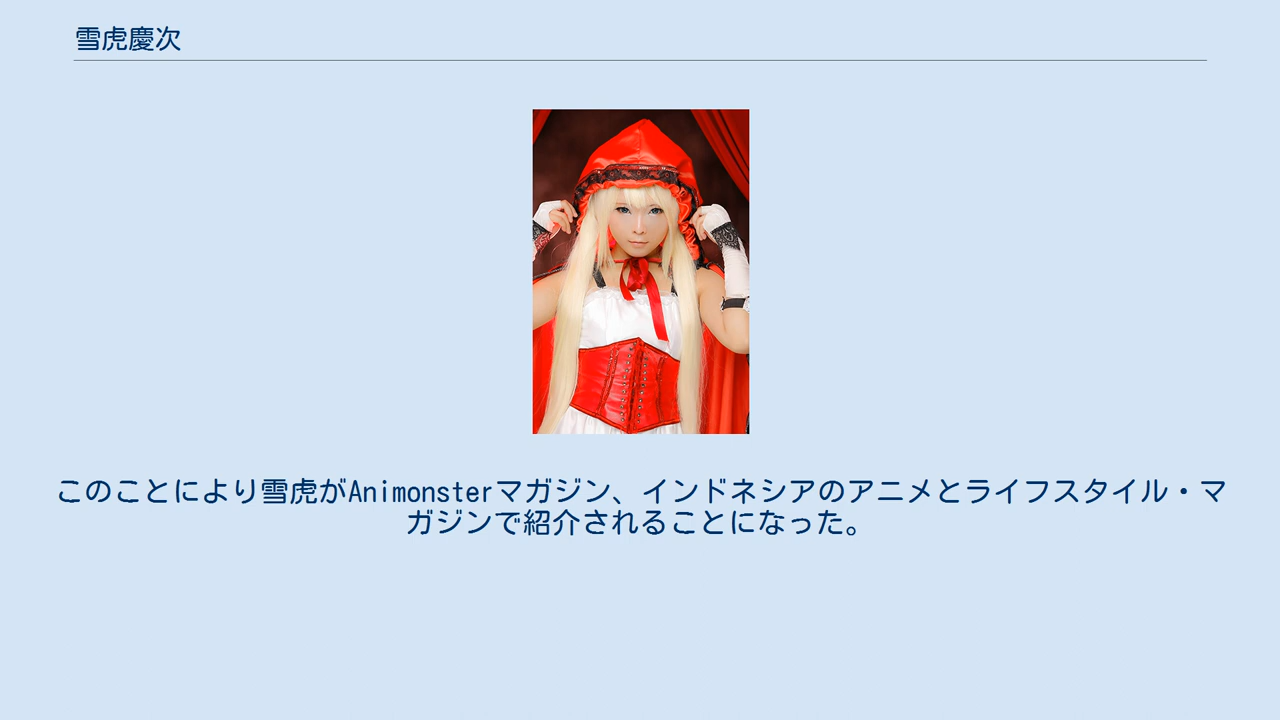 雪虎慶次
このことにより雪虎がAnimonsterマガジン、インドネシアのアニメとライフスタイル・マ
ガジンで紹介されることになった。